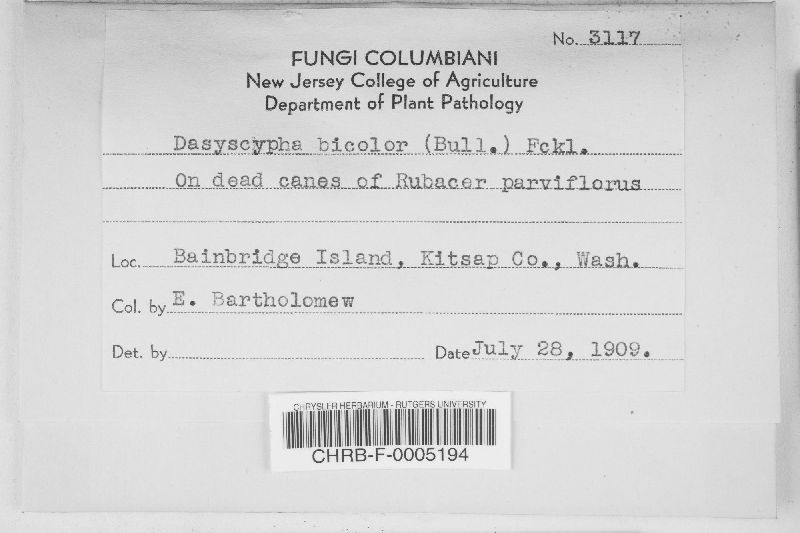 No. 3117
FUNGI COLUMBIANI
New Jersey College of Agriculture
Department of Plant Pathology
Dasyscypha bicolor (Bull.) Fckl.
On dead canes of Rubacer parviflorus
Loc. Bainbridge Island, Kitsap Co., Wash.
Col. by E. Bartholomew
Det. by Date July 28, 1909.
CHRYSLER HERBARIUM - RUTGERS UNIVERSITY
CHRB-F-0005194